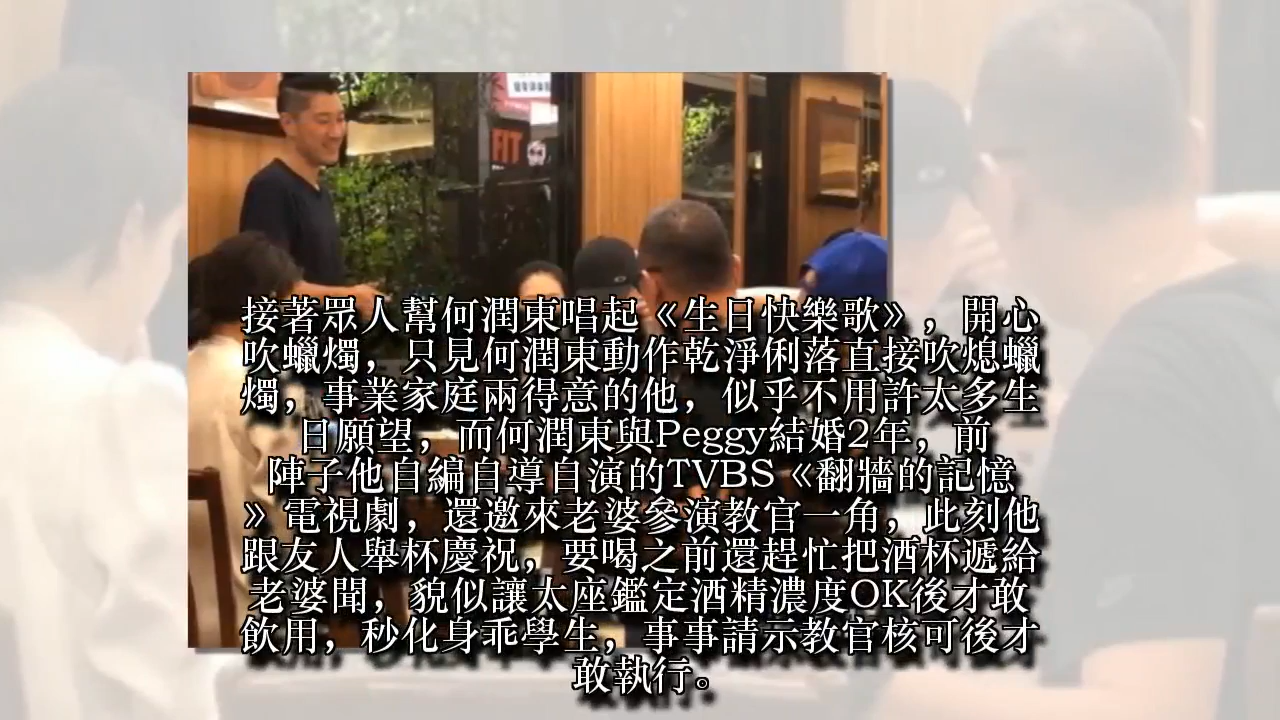 FIT
接著眾人幫何潤東唱起《生日快樂歌》，開心
吹蠟燭，只見何潤東動作乾淨俐落直接吹熄蠟
燭，事業家庭兩得意的他，似乎不用許太多生
日願望，而何潤東與Peggy結婚2年，前
陣子他自編自導自演的TVBS《翻牆的記憶
》電視劇，還邀來老婆參演教官一角，此刻他
跟友人舉杯慶祝，要喝之前還趕忙把酒杯遞給
老婆聞，貌似讓太座鑑定酒精濃度OK後才敢
飲用，秒化身乖學生，事事請示教官核可後才
敢執行。